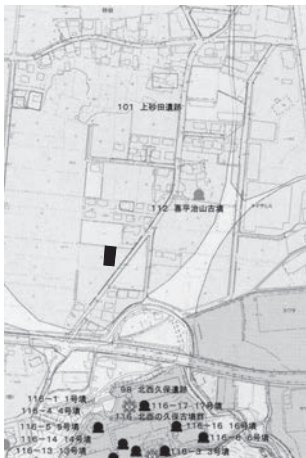 101 上砂田遺跡
112 喜平治山古墳
98 北西久保遺跡
116-1 1号墳
116-17 17号墳
116-4 4号墳
116 北西の久保古墳群
116-5 5号墳
116-16 16号墳
116-14 14号墳
116-6 6号墳
116-13 13号墳
116-3 3号墳